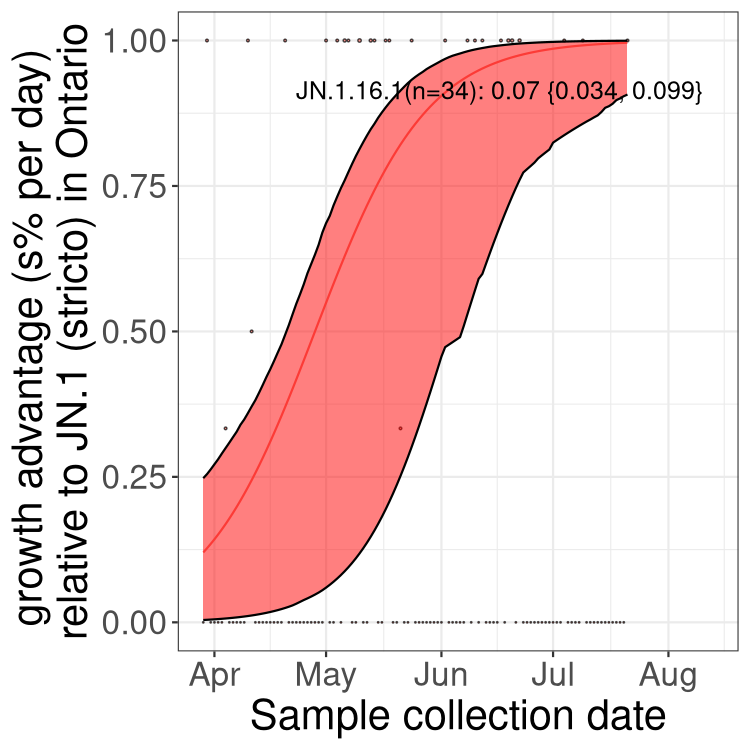 growth advantage (s% per day)
relative to JN.1 (stricto) in Ontario
1.00
0.75
0.50
0.25
0.00
JN.1.16.1(n=34): 0.07 {0.034, 0.099}
Apr May Jun Jul Aug
Sample collection date